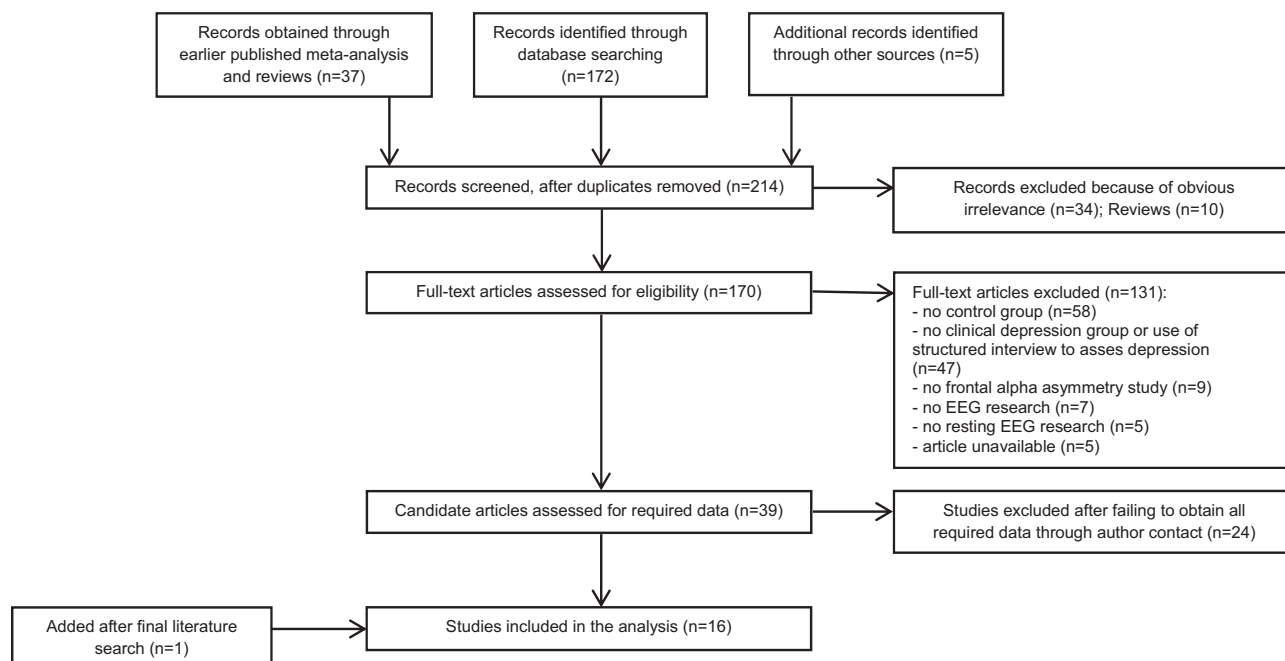 Records obtained through
earlier published meta-analysis
and reviews (n=37)
Records identified through
database searching
(n=172)
Additional records identified
through other sources (n=5)
Records screened, after duplicates removed (n=214)
Records excluded because of obvious
irrelevance (n=34); Reviews (n=10)
Full-text articles assessed for eligibility (n=170)
Full-text articles excluded (n=131):
- no control group (n=58)
- no clinical depression group or use of
structured interview to asses depression
(n=47)
- no frontal alpha asymmetry study (n=9)
- no EEG research (n=7)
- no resting EEG research (n=5)
- article unavailable (n=5)
Candidate articles assessed for required data (n=39)
Studies excluded after failing to obtain all
required data through author contact (n=24)
Added after final literature
search (n=1)
Studies included in the analysis (n=16)